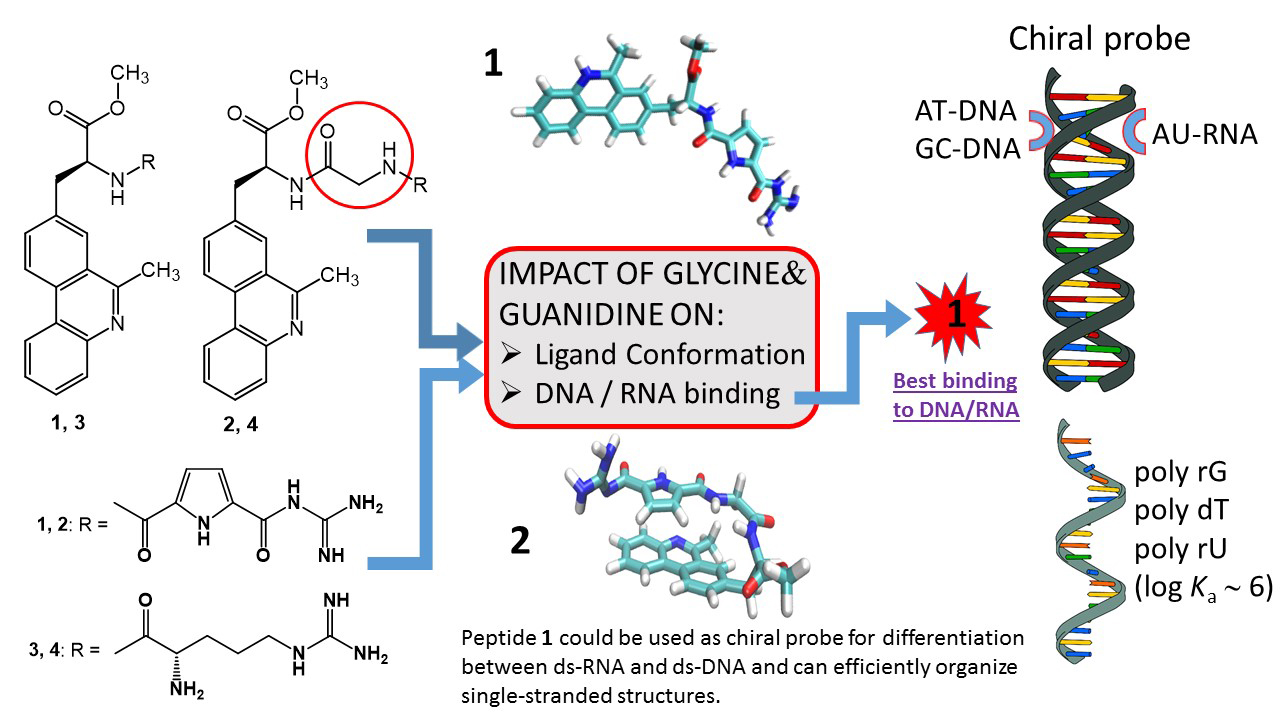 CH₃
O
O
R
N
H
CH₃
N
1, 3
CH₃
O
O
O
H
N
R
N
H
CH₃
N
2, 4
1, 2: R =
O
N
H
O
H
N
NH₂
NH
3, 4: R =
O
NH₂
N
H
NH
NH₂
1
IMPACT OF GLYCINE&
GUANIDINE ON:
➢ Ligand Conformation
➢ DNA / RNA binding
2
1
Best binding
to DNA/RNA
Chiral probe
AT-DNA
GC-DNA
AU-RNA
poly rG
poly dT
poly rU
(log Kₐ ~ 6)
Peptide 1 could be used as chiral probe for differentiation
between ds-RNA and ds-DNA and can efficiently organize
single-stranded structures.